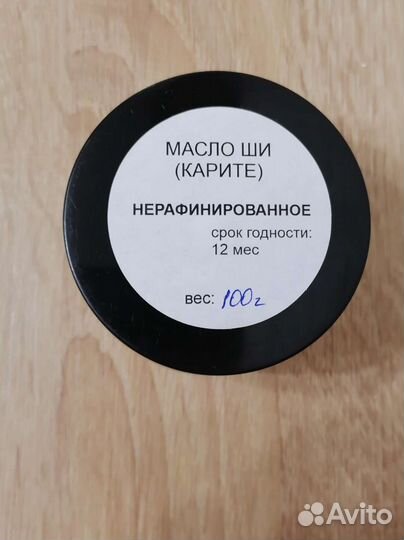 МАСЛО ШИ
(КАРИТЕ)
НЕРАФИНИРОВАННОЕ
срок годности:
12 мес
вес: 100г
Avito